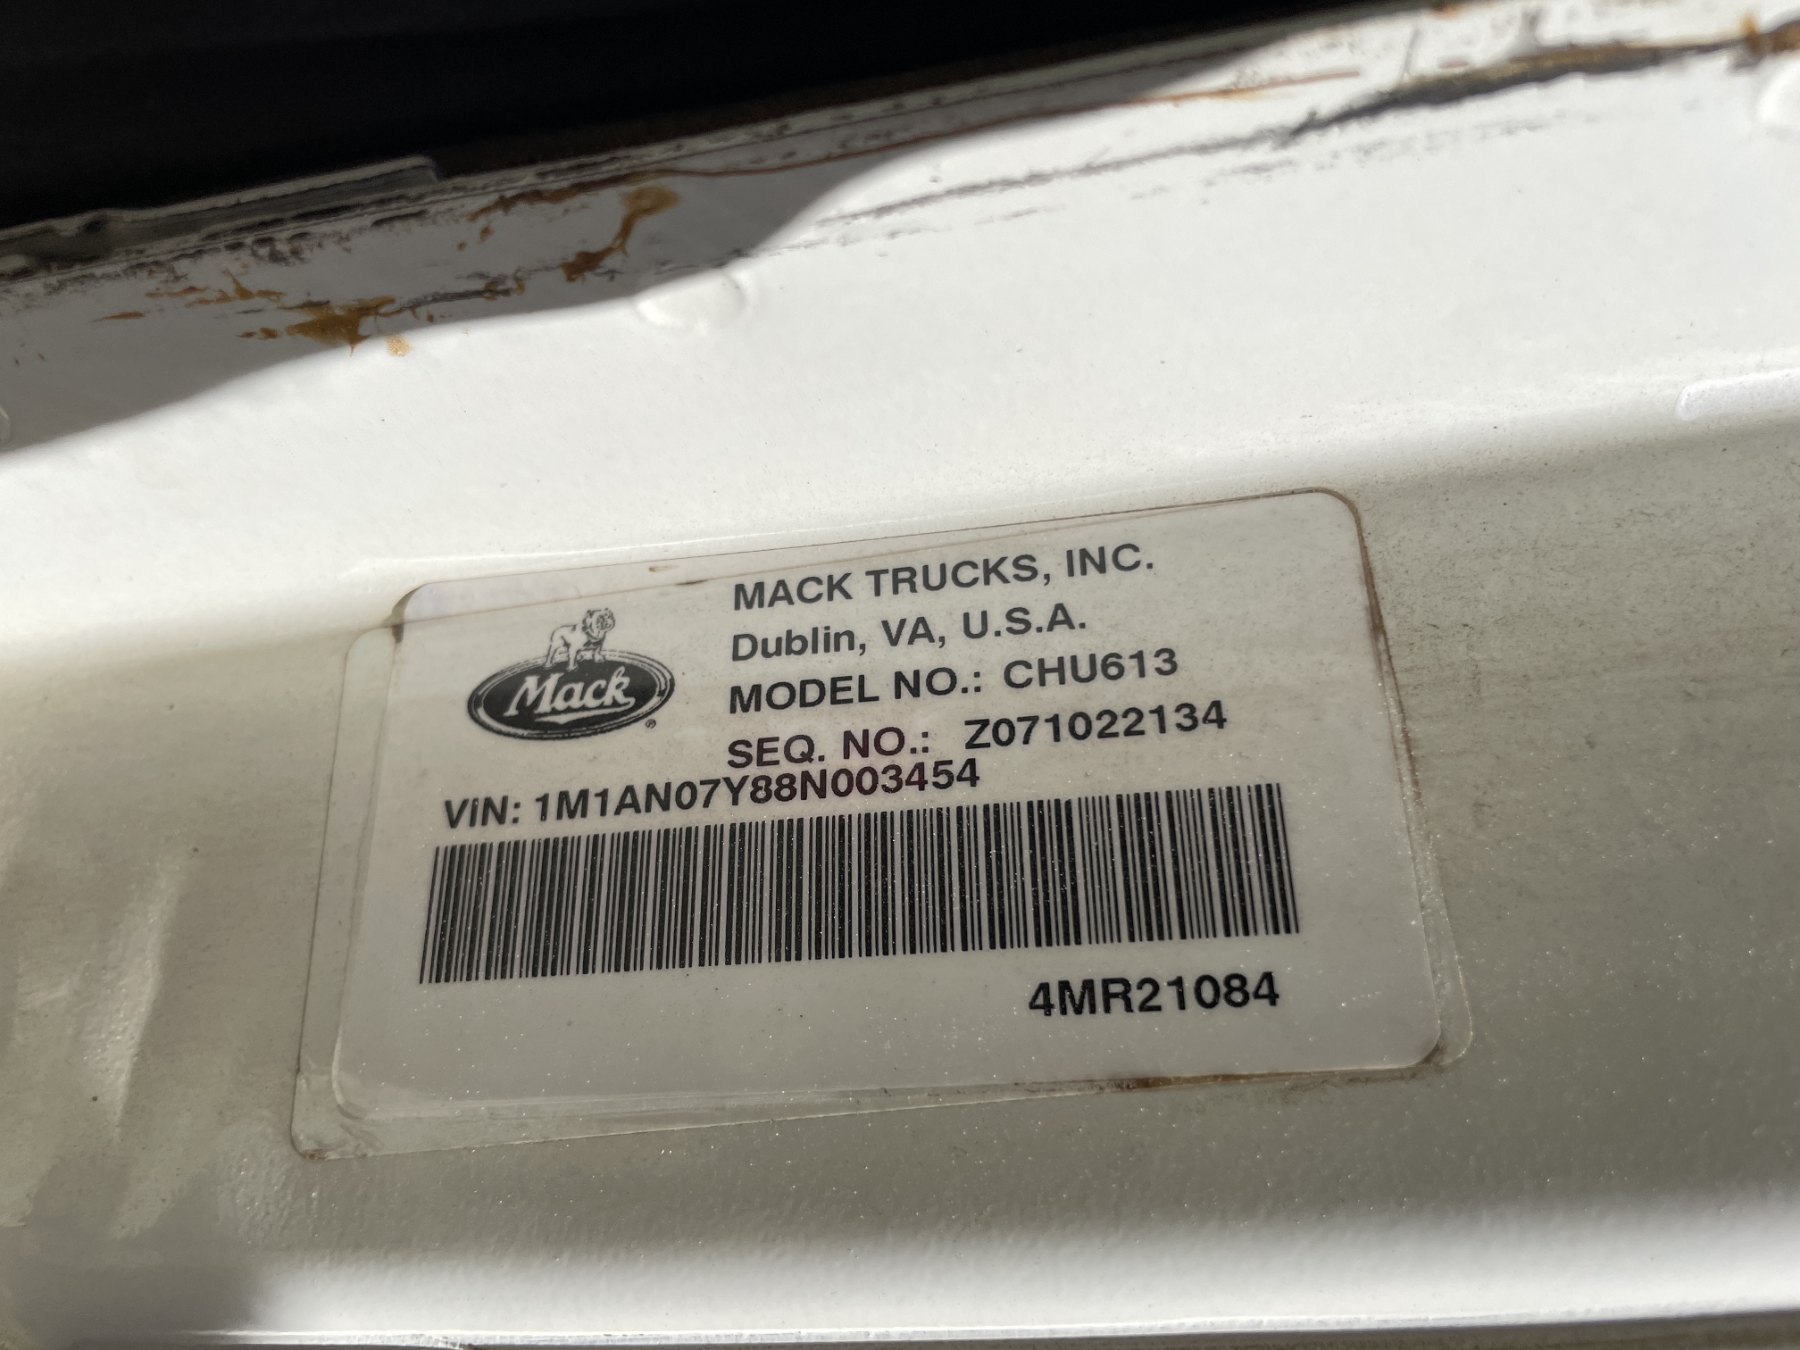 Mack
®
MACK TRUCKS, INC.
Dublin, VA, U.S.A.
MODEL NO.: CHU613
SEQ. NO.: Z071022134
VIN: 1M1AN07Y88N003454
4MR21084